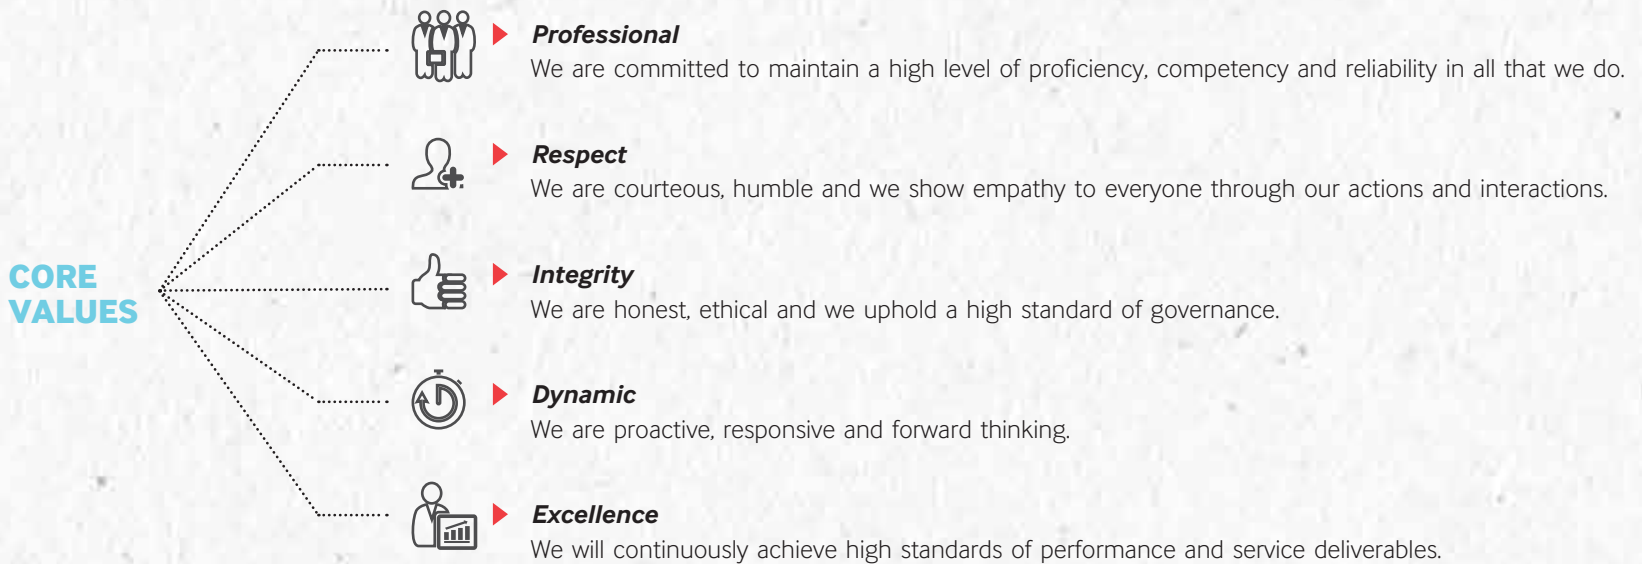 CORE
VALUES
Professional
We are committed to maintain a high level of proficiency, competency and reliability in all that we do.
Respect
We are courteous, humble and we show empathy to everyone through our actions and interactions.
Integrity
We are honest, ethical and we uphold a high standard of governance.
Dynamic
We are proactive, responsive and forward thinking.
Excellence
We will continuously achieve high standards of performance and service deliverables.